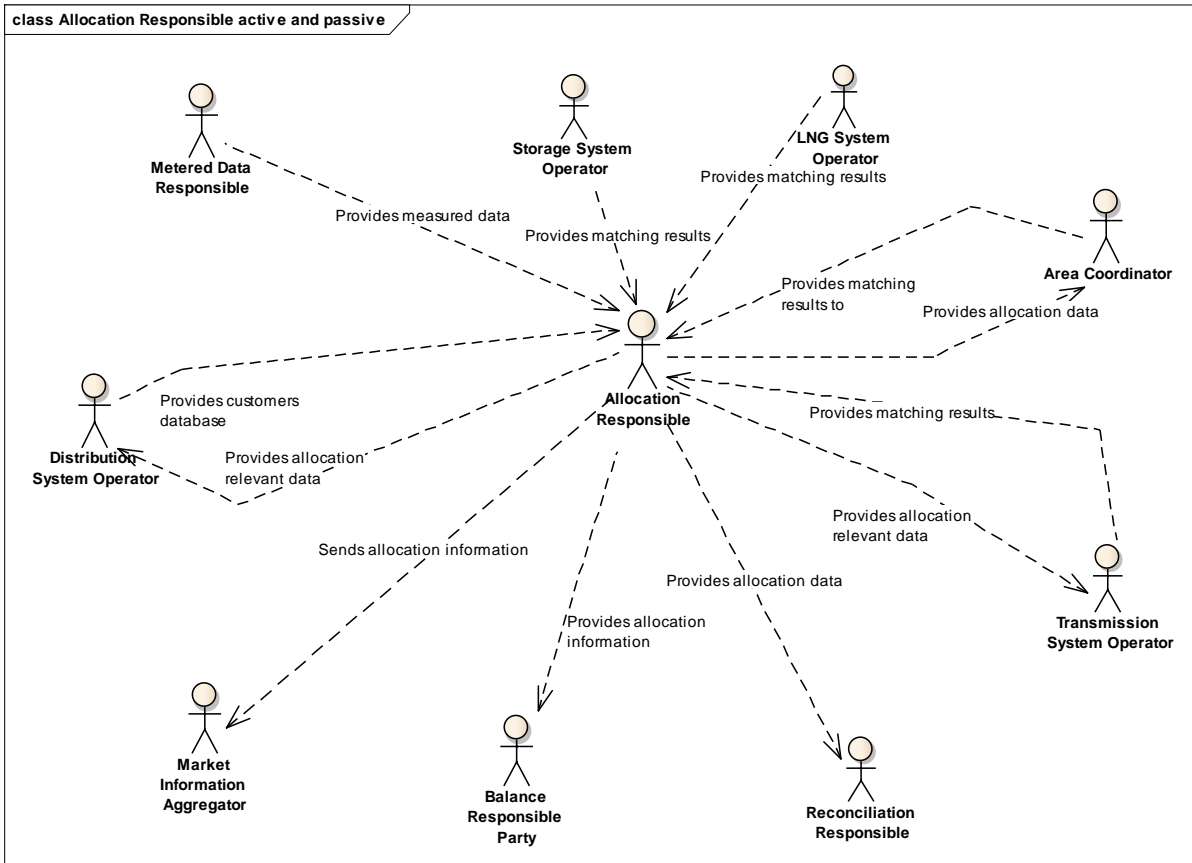 class Allocation Responsible active and passive
Metered Data
Responsible
Storage System
Operator
LNG System
Operator
Provides matching results
Provides measured data
Provides matching results
Area Coordinator
Provides matching
results to
Provides allocation data
Allocation
Responsible
Provides customers
database
Provides matching results
Distribution
System Operator
Provides allocation
relevant data
Provides allocation
relevant data
Sends allocation information
Provides allocation data
Provides allocation
information
Transmission
System Operator
Market
Information
Aggregator
Balance
Responsible
Party
Reconciliation
Responsible